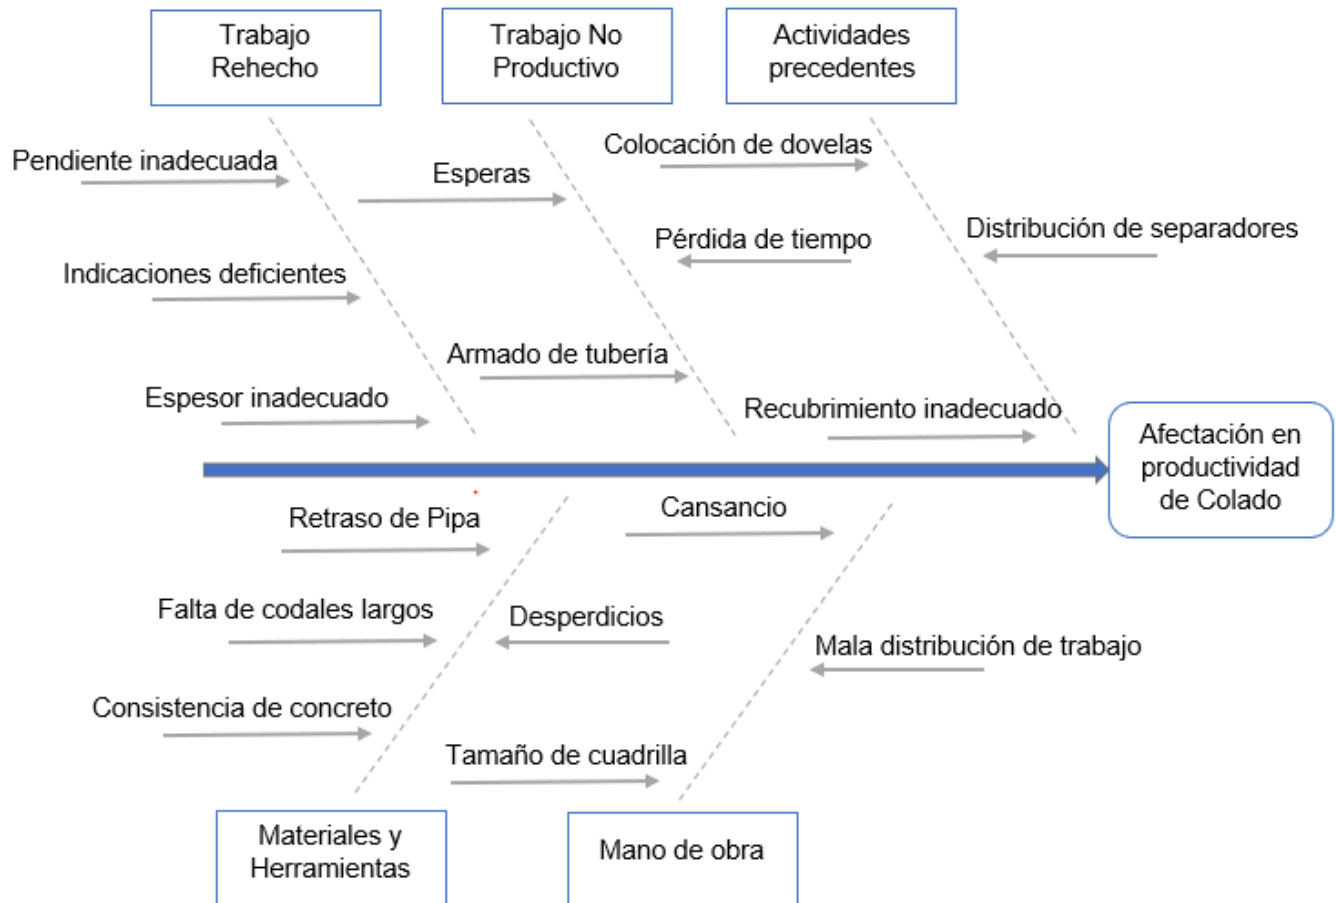 Trabajo
Rehecho
Trabajo No
Productivo
Actividades
precedentes
Pendiente inadecuada
Esperas
Colocación de dovelas
Pérdida de tiempo
Distribución de separadores
Indicaciones deficientes
Armado de tubería
Espesor inadecuado
Recubrimiento inadecuado
Afectación en
productividad
de Colado
Retraso de Pipa
Cansancio
Falta de codales largos
Desperdicios
Mala distribución de trabajo
Consistencia de concreto
Tamaño de cuadrilla
Materiales y
Herramientas
Mano de obra